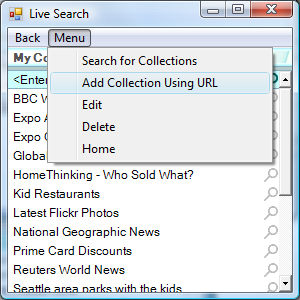 Live Search
Back Menu
My Co
Search for Collections
<Enter
Add Collection Using URL
BBC W
Edit
Expo A
Delete
Expo C
Home
Global
HomeThinking - Who Sold What?
Kid Restaurants
Latest Flickr Photos
National Geographic News
Prime Card Discounts
Reuters World News
Seattle area parks with the kids